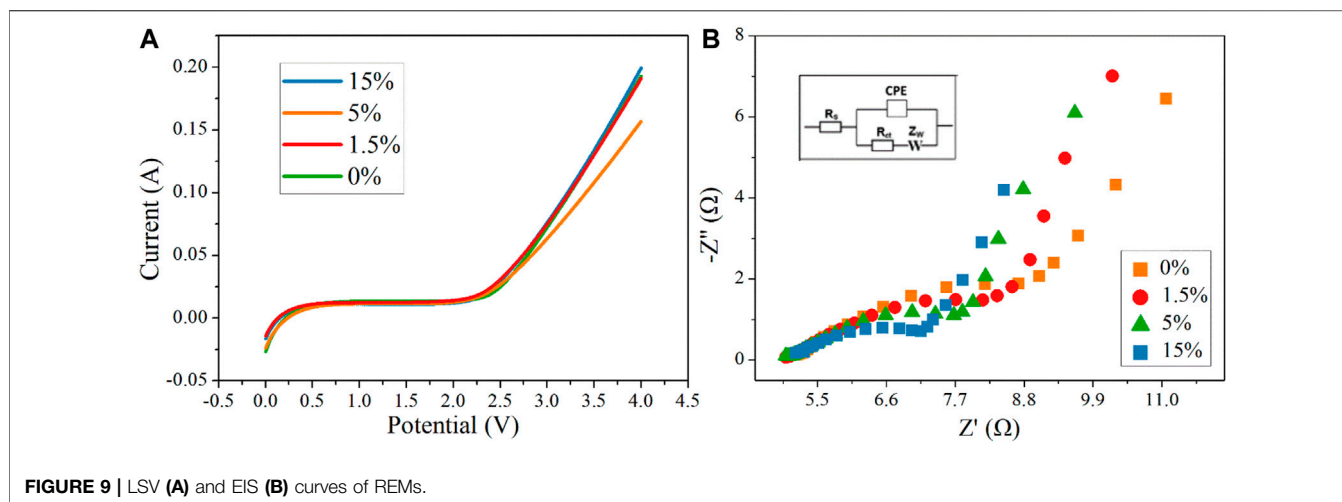 A
0.20
0.15
0.10
0.05
0.00
-0.05
Current (A)
15%
5%
1.5%
0%
-0.5 0.0 0.5 1.0 1.5 2.0 2.5 3.0 3.5 4.0 4.5
Potential (V)
B
8
6
4
2
0
-Z" (Ω)
CPE
Rs
Rct
Zw
W
0%
1.5%
5%
15%
5.5 6.6 7.7 8.8 9.9 11.0
Z' (Ω)
FIGURE 9 | LSV (A) and EIS (B) curves of REMs.